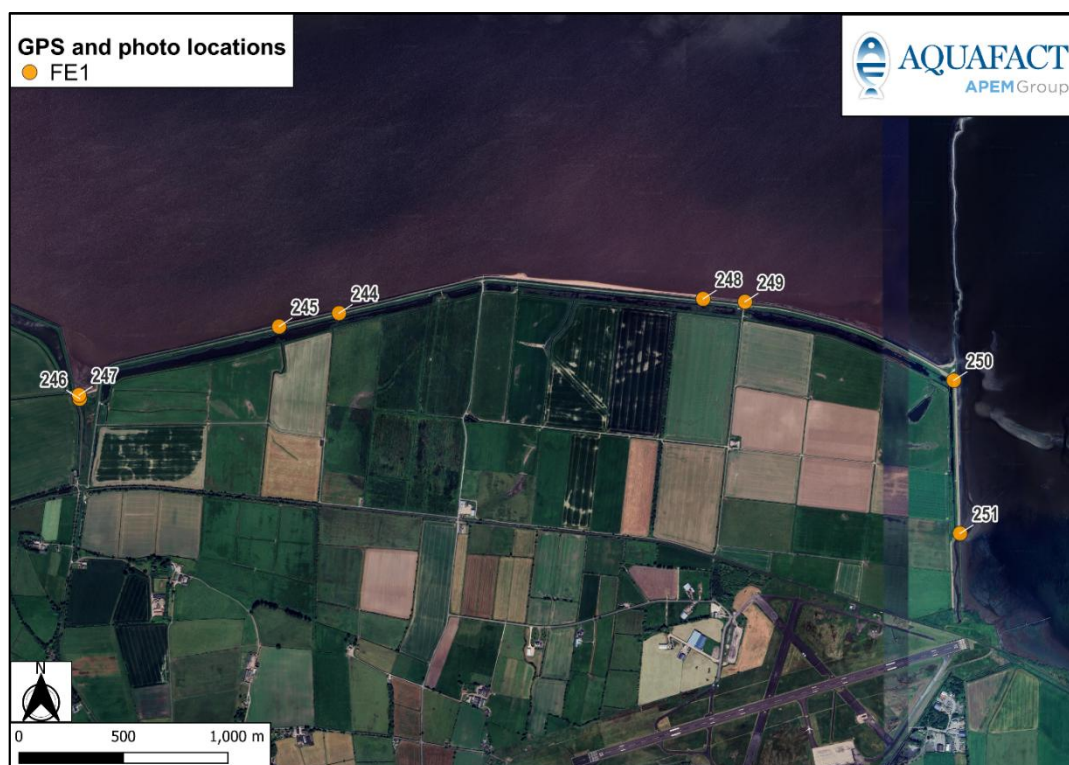 GPS and photo locations
FE1
AQUAFACT
APEM Group
248
249
244
245
250
246
247
251
N
0 500 1,000 m